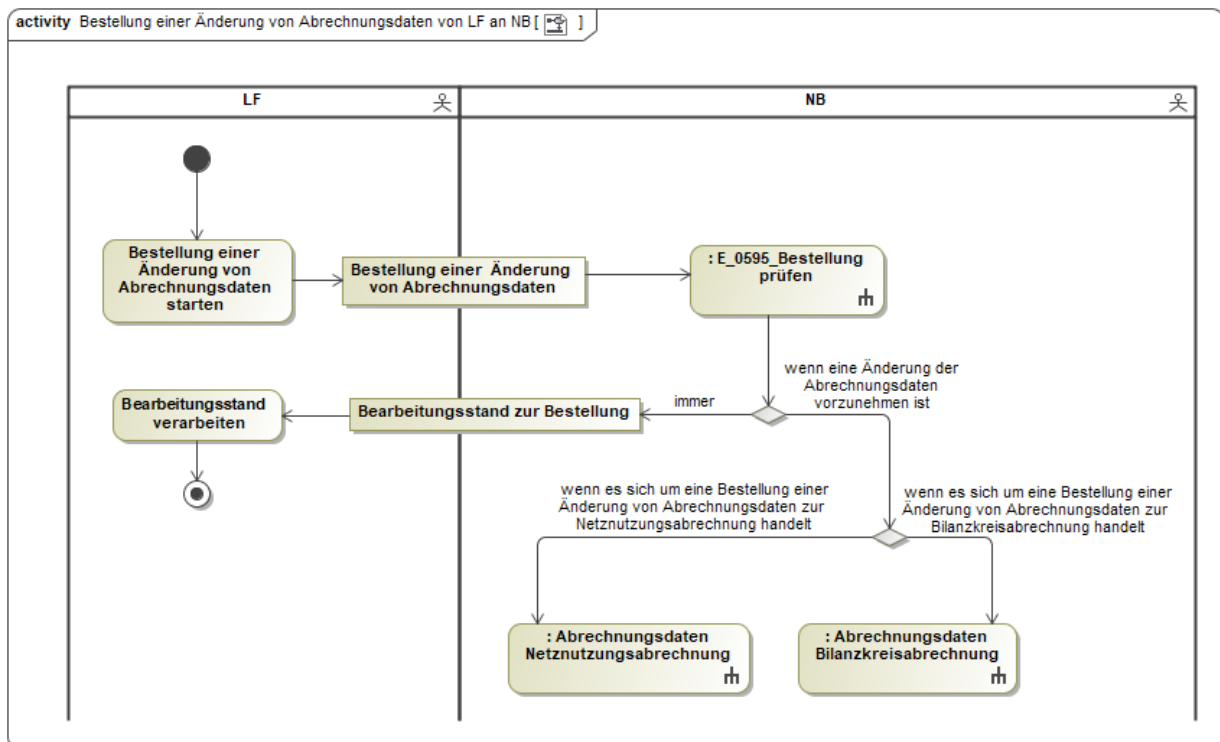 activity Bestellung einer Änderung von Abrechnungsdaten von LF an NB [ ]
LF
NB
Bestellung einer
Änderung von
Abrechnungsdaten
starten
Bestellung einer Änderung
von Abrechnungsdaten
: E_0595_Bestellung
prüfen
wenn eine Änderung der
Abrechnungsdaten
vorzunehmen ist
immer
Bearbeitungsstand zur Bestellung
Bearbeitungsstand
verarbeiten
wenn es sich um eine Bestellung einer
Änderung von Abrechnungsdaten zur
Netznutzungsabrechnung handelt
wenn es sich um eine Bestellung einer
Änderung von Abrechnungsdaten zur
Bilanzkreisabrechnung handelt
: Abrechnungsdaten
Netznutzungsabrechnung
: Abrechnungsdaten
Bilanzkreisabrechnung